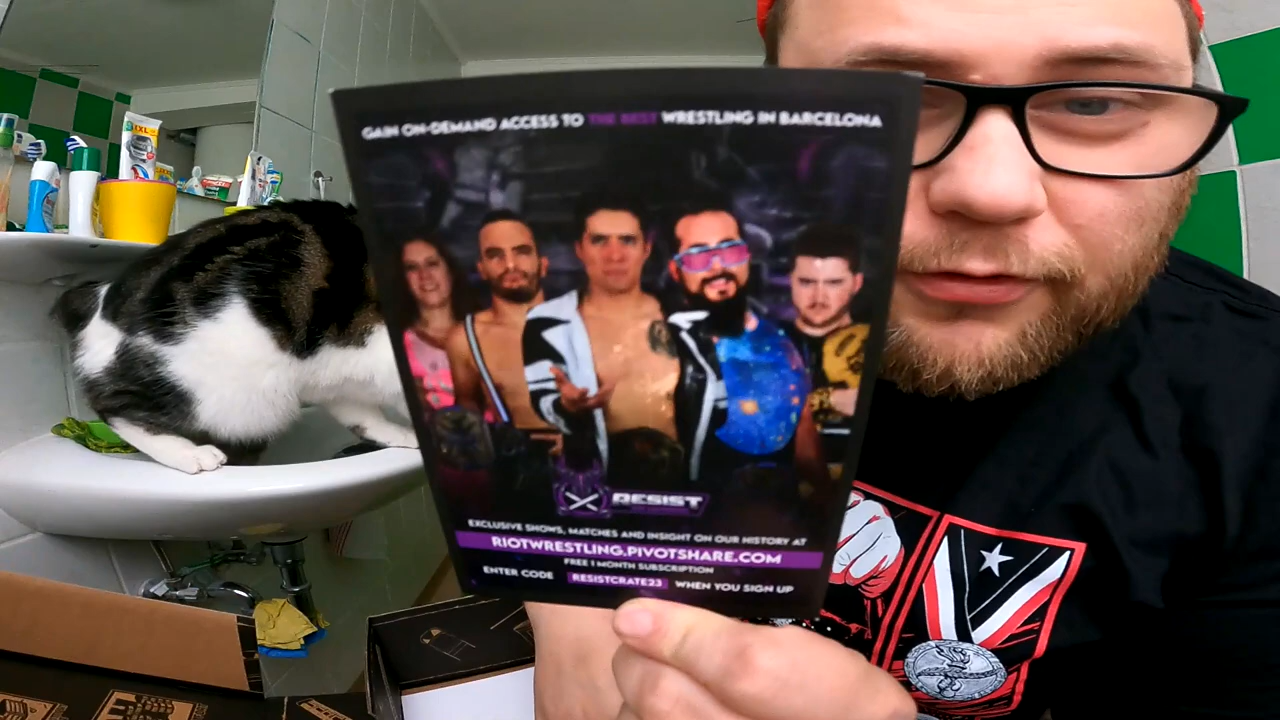 GAIN ON-DEMAND ACCESS TO THE BEST WRESTLING IN BARCELONA
RESIST
EXCLUSIVE SHOWS, MATCHES AND INSIGHT ON OUR HISTORY AT
RIOTWRESTLING.PIVOTSHARE.COM
FREE 1 MONTH SUBSCRIPTION
ENTER CODE RESISTCRATE23 WHEN YOU SIGN UP
XXL